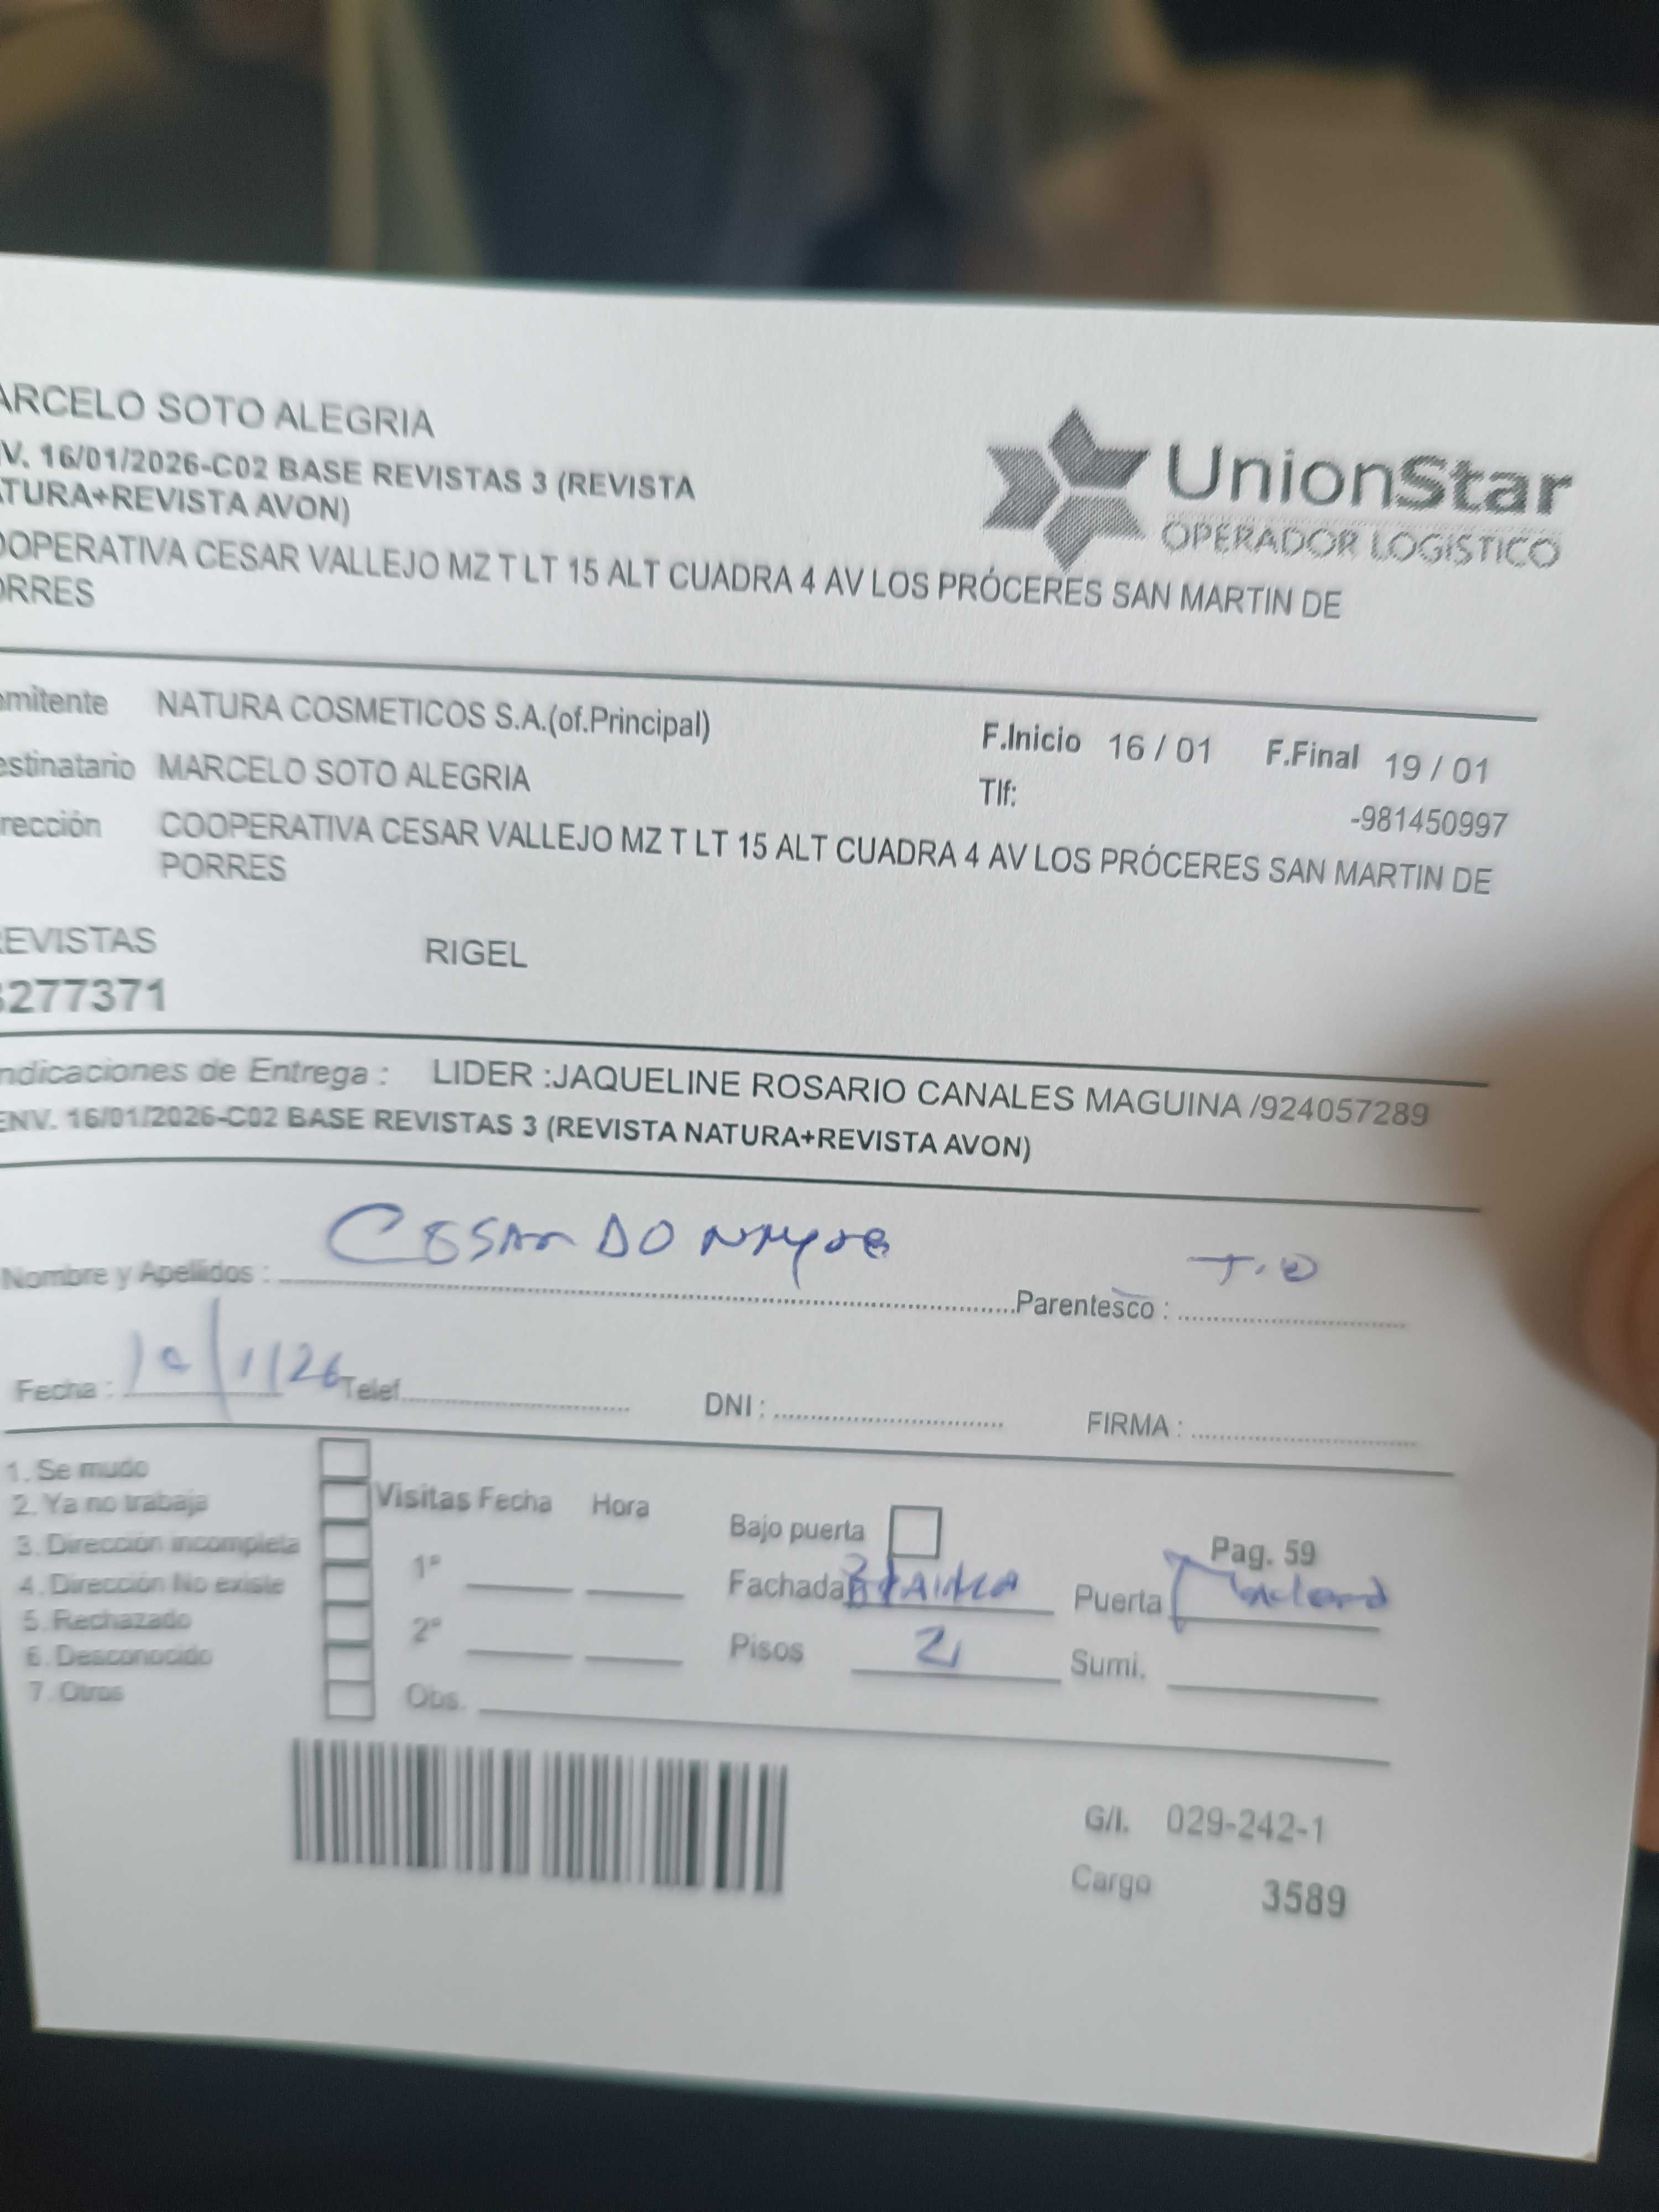 ARCELO SOTO ALEGRIA
V. 16/01/2026-C02 BASE REVISTAS 3 (REVISTA
TURA+REVISTA AVON)
UnionStar
OPERADOR LOGÍSTICO
OOPERATIVA CESAR VALLEJO MZ T LT 15 ALT CUADRA 4 AV LOS PRÓCERES SAN MARTIN DE
ORRES
mitente NATURA COSMETICOS S.A.(of.Principal)
F.Inicio 16 / 01 F.Final 19 / 01
estinatario MARCELO SOTO ALEGRIA
Tlf: -981450997
rección COOPERATIVA CESAR VALLEJO MZ T LT 15 ALT CUADRA 4 AV LOS PRÓCERES SAN MARTIN DE
PORRES
EVISTAS RIGEL
277371
ndicaciones de Entrega : LIDER :JAQUELINE ROSARIO CANALES MAGUINA /924057289
ENV. 16/01/2026-C02 BASE REVISTAS 3 (REVISTA NATURA+REVISTA AVON)
Nombre y Apellidos : Parentesco :
Fecha : Telef. DNI : FIRMA :
1. Se mudo
2. Ya no trabaja
3. Dirección incompleta
4. Dirección No existe
5. Rechazado
6. Desconocido
7. Otros
Visitas Fecha Hora
1º
2º
Obs.
Bajo puerta
Pag. 59
Fachada Puerta
Pisos 2 Sumi.
G/I. 029-242-1
Cargo 3589